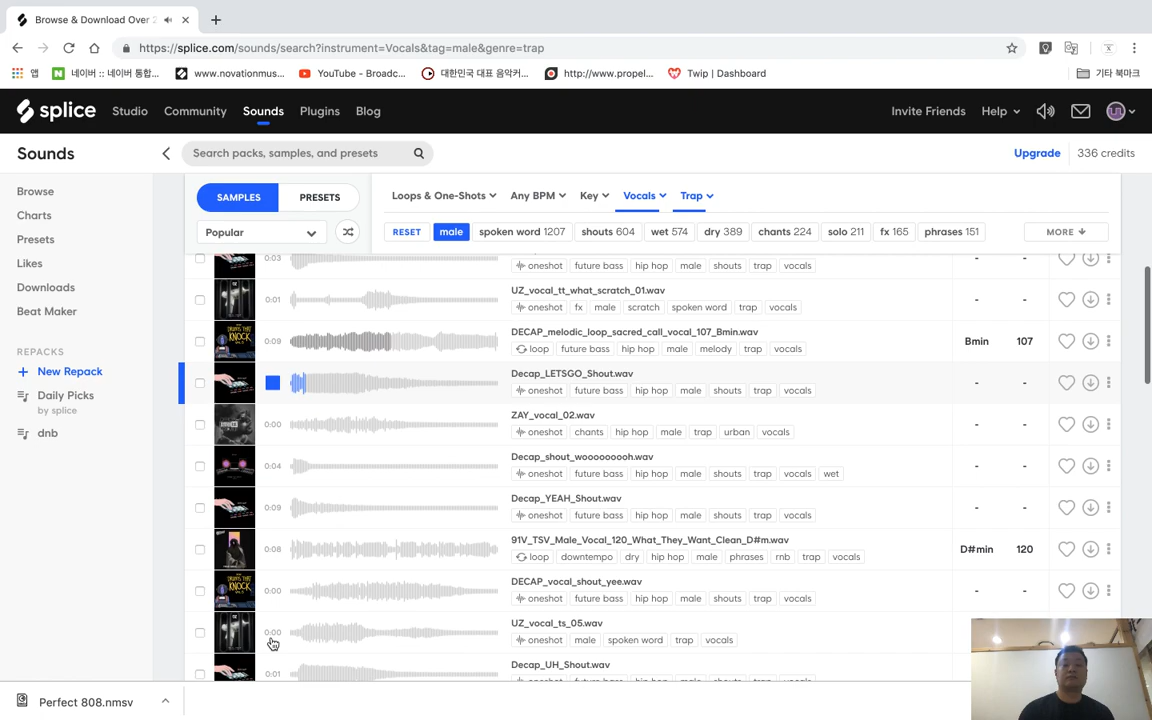 Browse & Download Over 2
https://splice.com/sounds/search?instrument=Vocals&tag=male&genre=trap
앱
네이버 :: 네이버 통합...
www.novationmus...
YouTube - Broadc...
대한민국 대표 음악커...
http://www.propel...
Twip | Dashboard
기타 북마크
splice
Studio
Community
Sounds
Plugins
Blog
Invite Friends
Help
Sounds
Search packs, samples, and presets
Upgrade
336 credits
Browse
Charts
Presets
Likes
Downloads
Beat Maker
REPACKS
+ New Repack
Daily Picks
by splice
dnb
SAMPLES
PRESETS
Popular
Loops & One-Shots
Any BPM
Key
Vocals
Trap
RESET
male
spoken word 1207
shouts 604
wet 574
dry 389
chants 224
solo 211
fx 165
phrases 151
MORE
0:03
oneshot future bass hip hop male shouts trap vocals
- -
0:01
UZ_vocal_tt_what_scratch_01.wav
oneshot fx male scratch spoken word trap vocals
- -
0:09
DECAP_melodic_loop_sacred_call_vocal_107_Bmin.wav
loop future bass hip hop male melody trap vocals
Bmin 107
Decap_LETSGO_Shout.wav
oneshot future bass hip hop male shouts trap vocals
- -
0:00
ZAY_vocal_02.wav
oneshot chants hip hop male trap urban vocals
- -
0:04
Decap_shout_woooooooooh.wav
oneshot future bass hip hop male shouts trap vocals wet
- -
0:09
Decap_YEAH_Shout.wav
oneshot future bass hip hop male shouts trap vocals
- -
0:08
91V_TSV_Male_Vocal_120_What_They_Want_Clean_D#m.wav
loop downtempo dry hip hop male phrases rnb trap vocals
D#min 120
0:00
DECAP_vocal_shout_yee.wav
oneshot future bass hip hop male shouts trap vocals
- -
0:00
UZ_vocal_ts_05.wav
oneshot male spoken word trap vocals
0:01
Decap_UH_Shout.wav
Perfect 808.nmsv